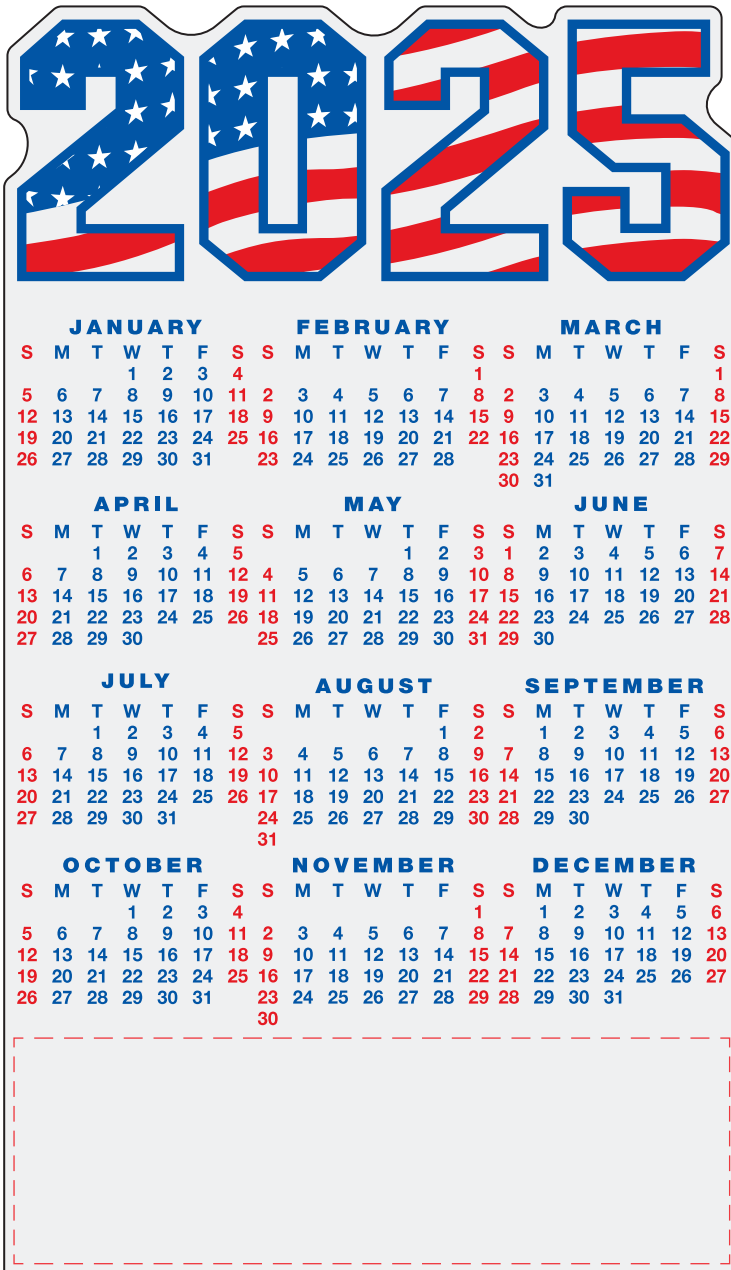 2025
JANUARY
S M T W T F S
1 2 3 4
5 6 7 8 9 10 11
12 13 14 15 16 17 18
19 20 21 22 23 24 25
26 27 28 29 30 31
FEBRUARY
S M T W T F S
1
2 3 4 5 6 7 8
9 10 11 12 13 14 15
16 17 18 19 20 21 22
23 24 25 26 27 28
MARCH
S M T W T F S
1
2 3 4 5 6 7 8
9 10 11 12 13 14 15
16 17 18 19 20 21 22
23 24 25 26 27 28 29
30 31
APRIL
S M T W T F S
1 2 3 4 5
6 7 8 9 10 11 12
13 14 15 16 17 18 19
20 21 22 23 24 25 26
27 28 29 30
MAY
S M T W T F S
1 2 3
4 5 6 7 8 9 10
11 12 13 14 15 16 17
18 19 20 21 22 23 24
25 26 27 28 29 30 31
JUNE
S M T W T F S
1 2 3 4 5 6 7
8 9 10 11 12 13 14
15 16 17 18 19 20 21
22 23 24 25 26 27 28
29 30
JULY
S M T W T F S
1 2 3 4 5
6 7 8 9 10 11 12
13 14 15 16 17 18 19
20 21 22 23 24 25 26
27 28 29 30 31
AUGUST
S M T W T F S
1 2
3 4 5 6 7 8 9
10 11 12 13 14 15 16
17 18 19 20 21 22 23
24 25 26 27 28 29 30
31
SEPTEMBER
S M T W T F S
1 2 3 4 5 6
7 8 9 10 11 12 13
14 15 16 17 18 19 20
21 22 23 24 25 26 27
28 29 30
OCTOBER
S M T W T F S
1 2 3 4
5 6 7 8 9 10 11
12 13 14 15 16 17 18
19 20 21 22 23 24 25
26 27 28 29 30 31
NOVEMBER
S M T W T F S
1
2 3 4 5 6 7 8
9 10 11 12 13 14 15
16 17 18 19 20 21 22
23 24 25 26 27 28 29
30
DECEMBER
S M T W T F S
1 2 3 4 5 6
7 8 9 10 11 12 13
14 15 16 17 18 19 20
21 22 23 24 25 26 27
28 29 30 31